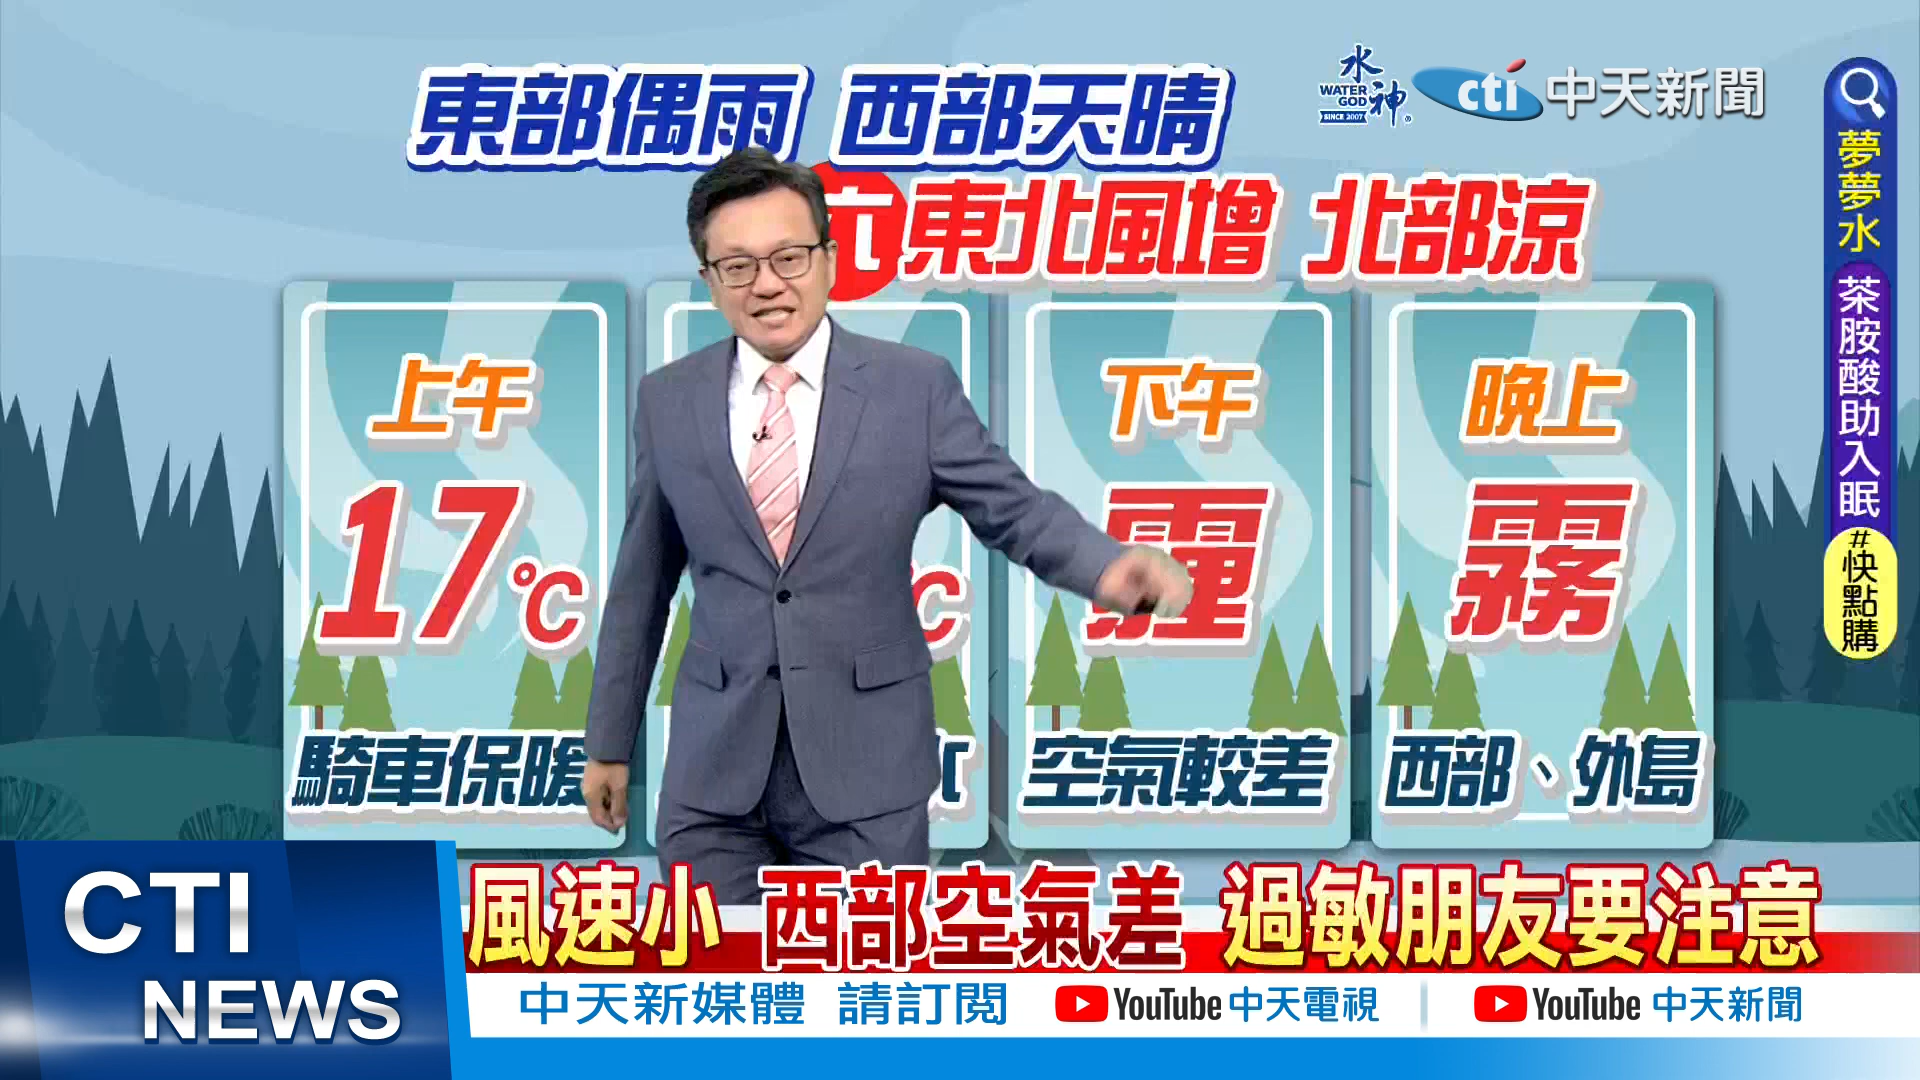 東部偶雨 西部天晴
水神
WATER GOD
SINCE 2007
cti 中天新聞
六東北風增 北部涼
上午
17℃
騎車保暖
℃
水
下午
霾
空氣較差
晚上
霧
西部、外島
夢夢水
茶胺酸助入眠
#快點購
風速小 西部空氣差 過敏朋友要注意
CTI
NEWS
中天新媒體 請訂閱 YouTube 中天電視 | YouTube 中天新聞